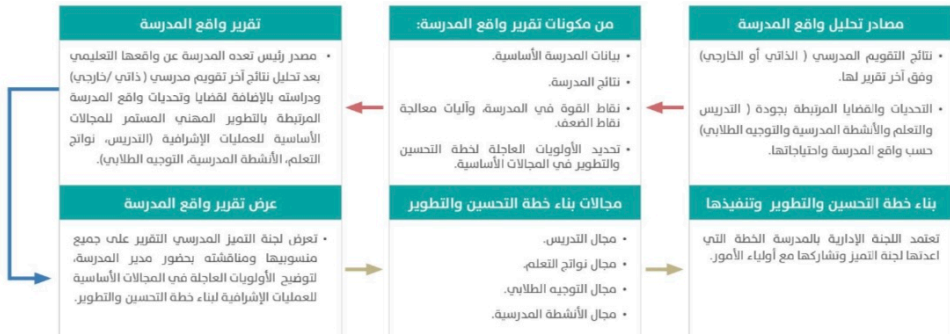 مصادر تحليل واقع المدرسة
نتائج التقويم المدرسي ( الذاتي أو الخارجي)
وفق آخر تقرير لها.
التحديات والقضايا المرتبطة بجودة ( التدريس
والتعلم والأنشطة المدرسية والتوجيه الطلابي)
حسب واقع المدرسة واحتياجاتها.
من مكونات تقرير واقع المدرسة:
بيانات المدرسة الأساسية.
نتائج المدرسة.
نقاط القوة في المدرسة، وآليات معالجة
نقاط الضعف.
تحديد الأولويات العاجلة لخطة التحسين
والتطوير في المجالات الأساسية.
تقرير واقع المدرسة
مصدر رئيس تعده المدرسة عن واقعها التعليمي
بعد تحليل نتائج آخر تقويم مدرسي ( ذاتي /خارجي)
ودراسته بالإضافة لقضايا وتحديات واقع المدرسة
المرتبطة بالتطوير المهني المستمر للمجالات
الأساسية للعمليات الإشرافية (التدريس، نواتج
التعلم، الأنشطة المدرسية، التوجيه الطلابي).
عرض تقرير واقع المدرسة
تعرض لجنة التميز المدرسي التقرير على جميع
منسوبيها ومناقشته بحضور مدير المدرسة،
لتوضيح الأولويات العاجلة في المجالات الأساسية
للعمليات الإشرافية لبناء خطة التحسين والتطوير.
مجالات بناء خطة التحسين والتطوير
مجال التدريس.
مجال نواتج التعلم.
مجال التوجيه الطلابي.
مجال الأنشطة المدرسية.
بناء خطة التحسين والتطوير وتنفيذها
تعتمد اللجنة الإدارية بالمدرسة الخطة التي
اعدتها لجنة التميز وتشاركها مع أولياء الأمور.